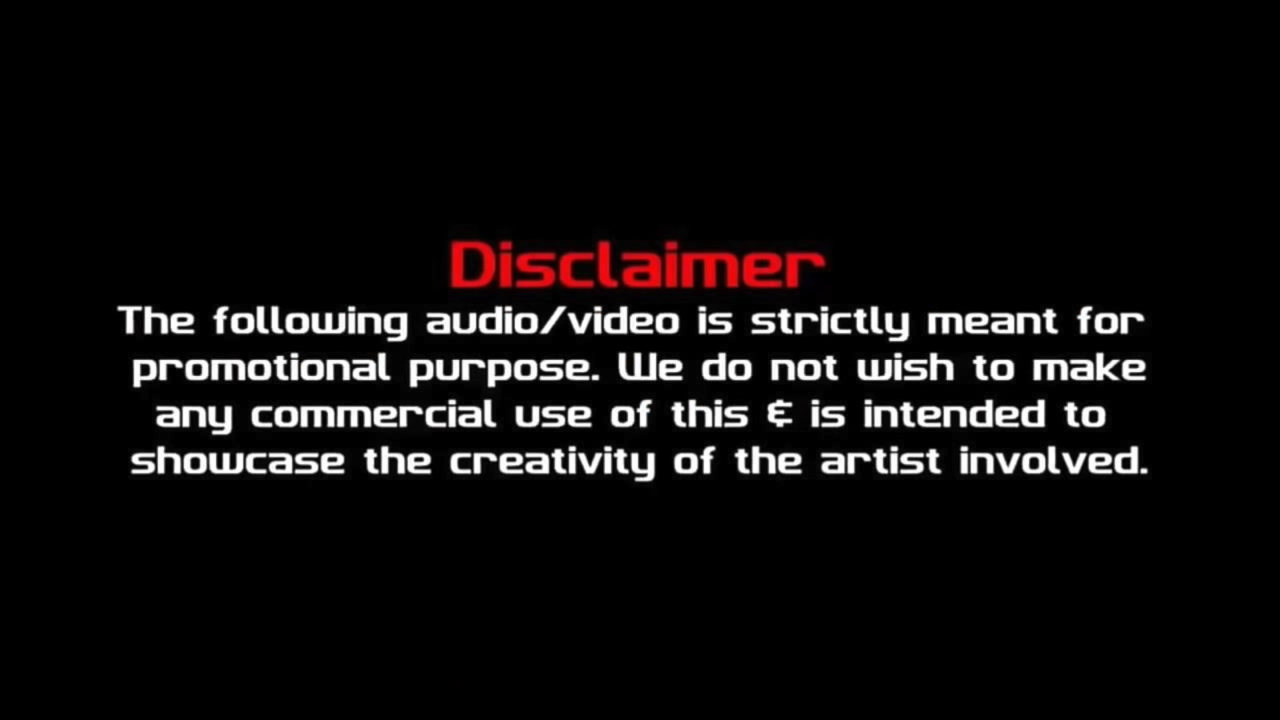 Disclaimer
The following audio/video is strictly meant for
promotional purpose. We do not wish to make
any commercial use of this & is intended to
showcase the creativity of the artist involved.